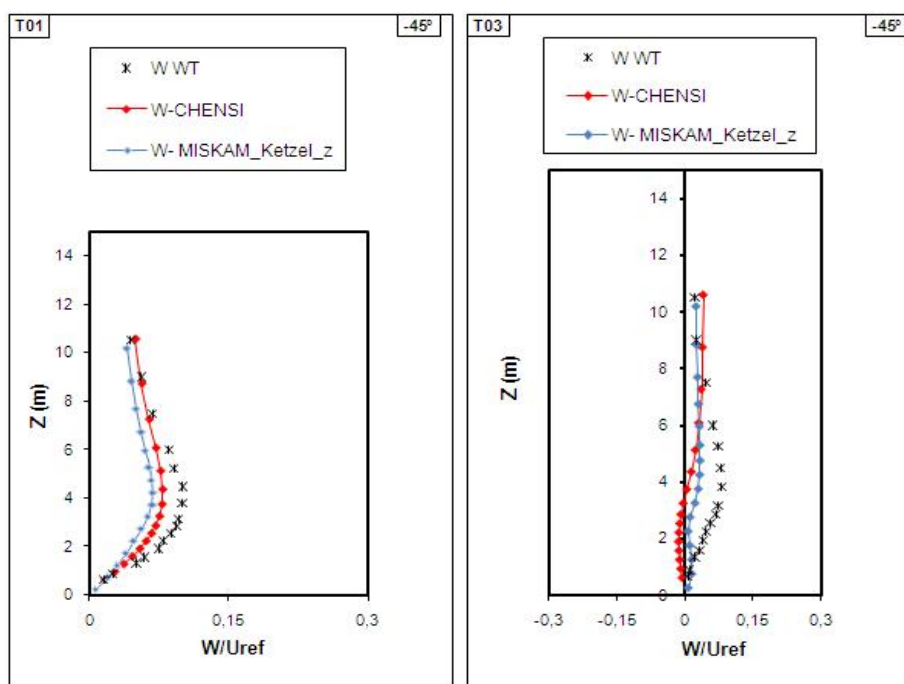 T01
-45º
W WT
W-CHENSI
W- MISKAM_Ketzel_z
14
12
10
8
6
4
2
0
Z (m)
0
0,15
0,3
W/Uref
T03
-45º
W WT
W-CHENSI
W- MISKAM_Ketzel_z
14
12
10
8
6
4
2
0
Z (m)
-0,3
-0,15
0
0,15
0,3
W/Uref